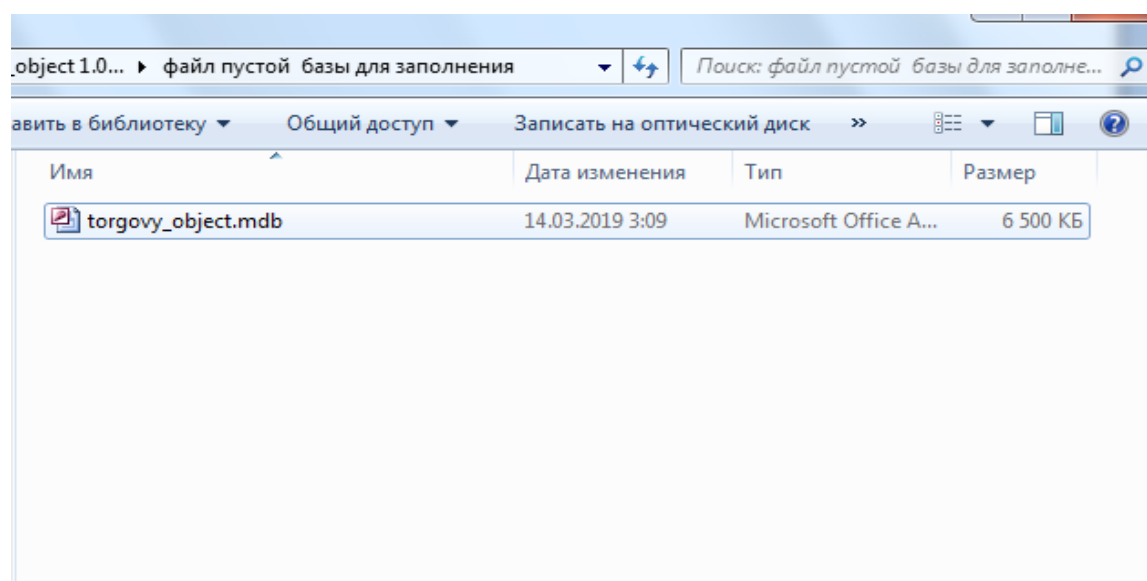 _object 1.0... ▸ файл пустой базы для заполнения
Поиск: файл пустой базы для заполне...
авить в библиотеку
Общий доступ
Записать на оптический диск
»
Имя
Дата изменения
Тип
Размер
torgovy_object.mdb
14.03.2019 3:09
Microsoft Office A...
6 500 КБ